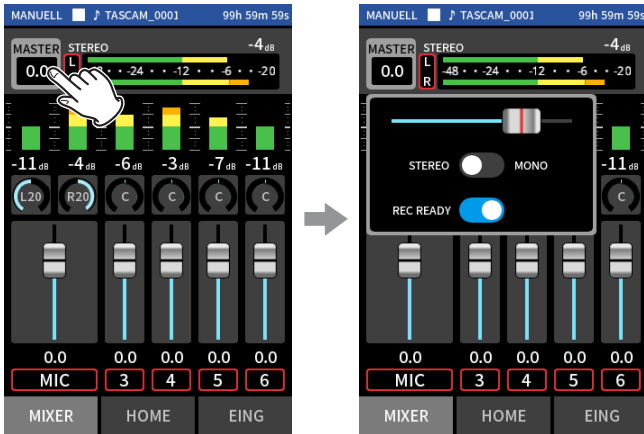 MANUELL ♪ TASCAM_0001 99h 59m 59s
MASTER STEREO -4dB
0.0 L
-24 -12 -6 -20
-11dB -4dB -6dB -3dB -7dB -11dB
L20 R20 C C C C
0.0 0.0 0.0 0.0 0.0
MIC 3 4 5 6
MIXER HOME EING
MANUELL ♪ TASCAM_0001 99h 59m 59s
MASTER STEREO -4dB
0.0 L
R -48 -24 -12 -6 -20
STEREO MONO
REC READY
-11dB
C
0.0 0.0 0.0 0.0 0.0
MIC 3 4 5 6
MIXER HOME EING